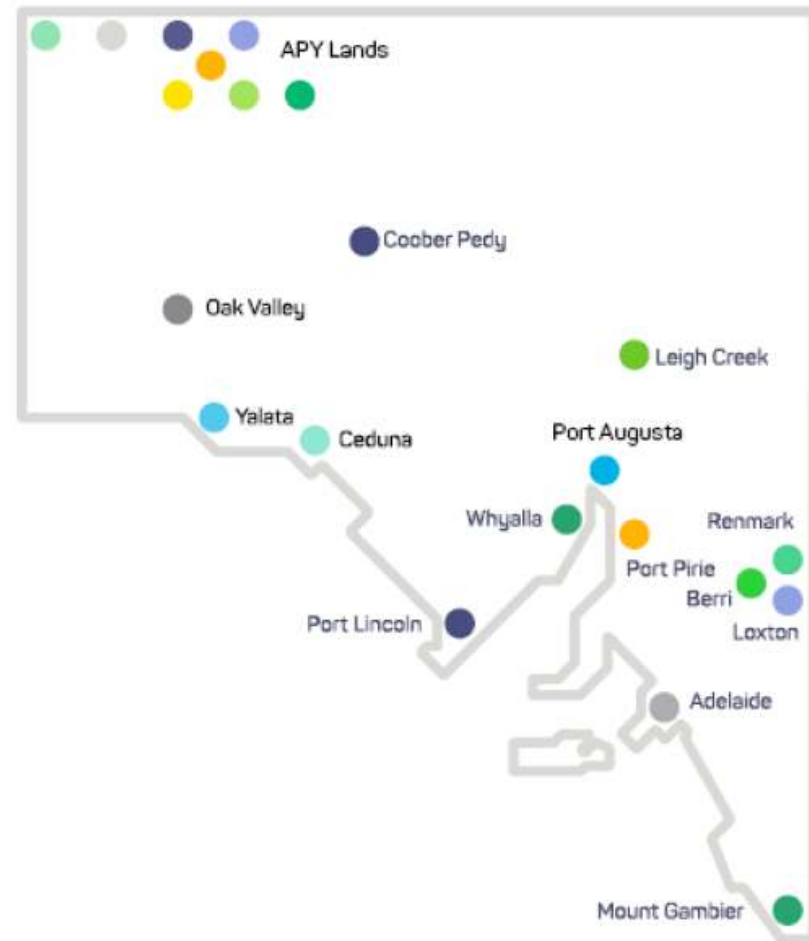 APY Lands
Coober Pedy
Oak Valley
Leigh Creek
Yalata
Ceduna
Port Augusta
Whyalla
Renmark
Port Pirie
Berri
Port Lincoln
Loxton
Adelaide
Mount Gambier